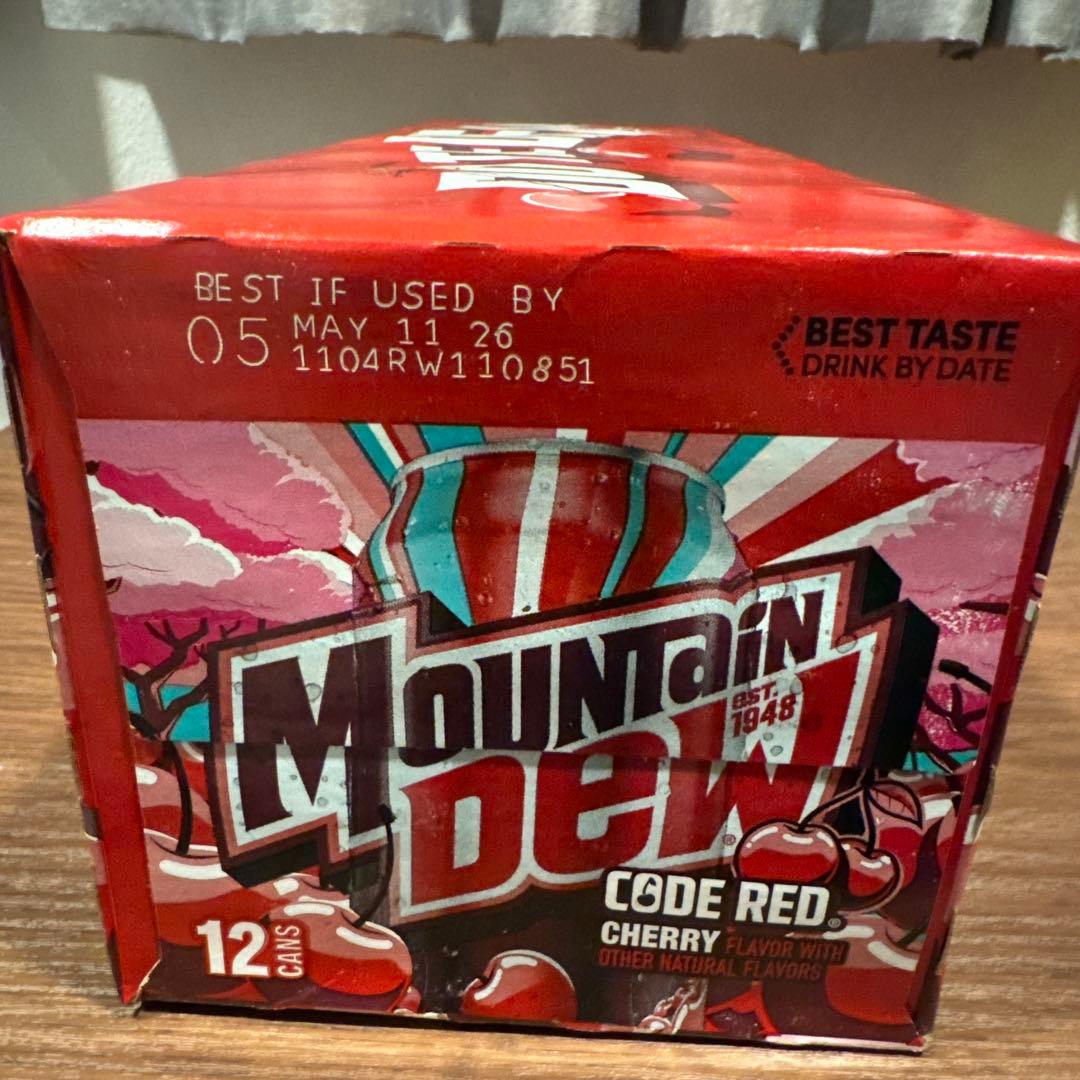 BEST IF USED BY
05 MAY 11 26
1104RW110851
BEST TASTE
DRINK BY DATE
MOUNTaiN
DeW
®
EST.
1948
CODE RED®
CHERRY FLAVOR WITH
OTHER NATURAL FLAVORS
12 CANS